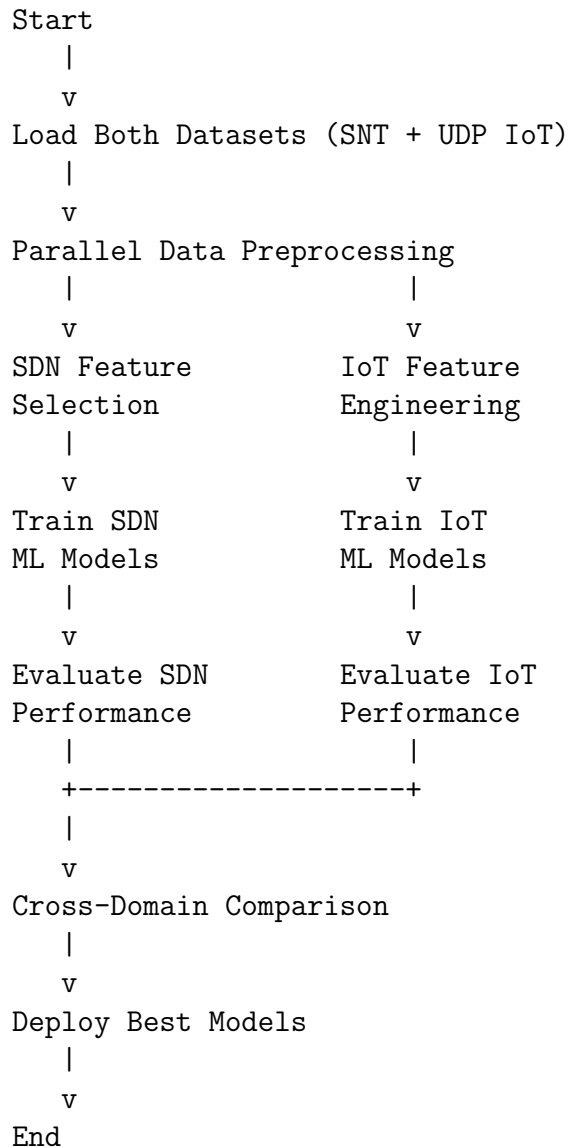 Start
|
v
Load Both Datasets (SNT + UDP IoT)
|
v
Parallel Data Preprocessing
| |
v v
SDN Feature IoT Feature
Selection Engineering
| |
v v
Train SDN Train IoT
ML Models ML Models
| |
v v
Evaluate SDN Evaluate IoT
Performance Performance
| |
+--------------------+
|
v
Cross-Domain Comparison
|
v
Deploy Best Models
|
v
End